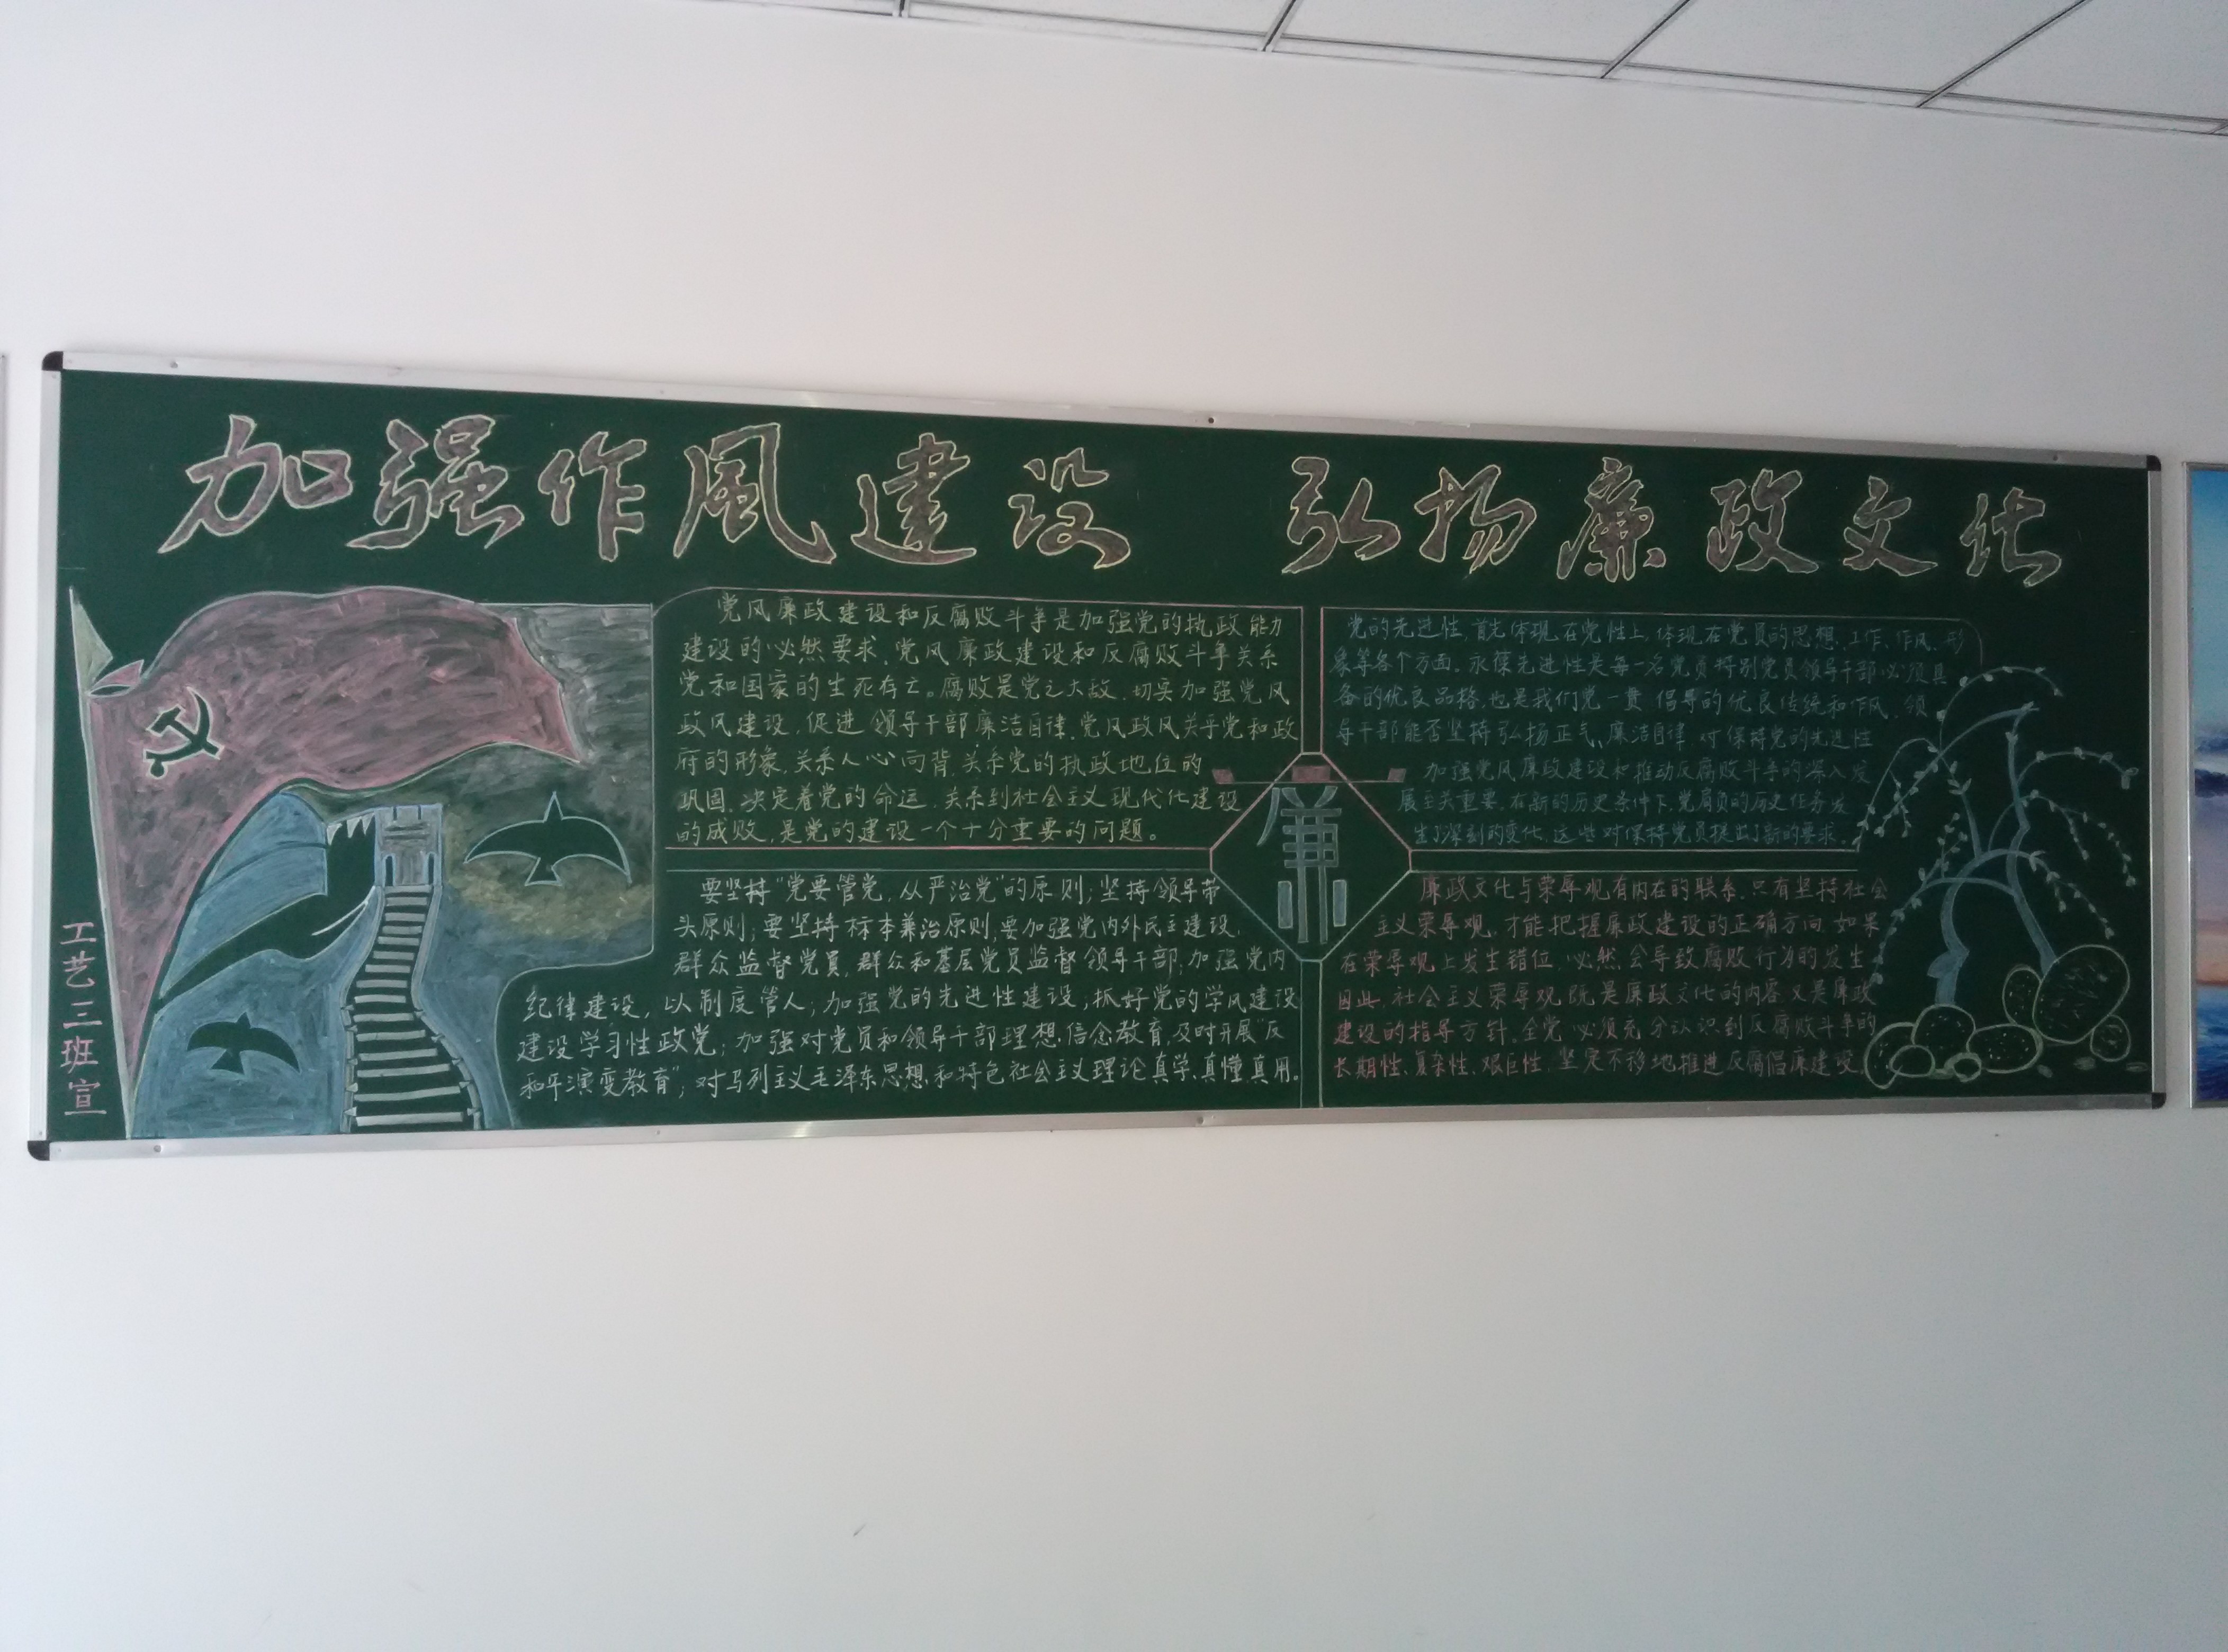 加强作風建设 弘扬廉政文化
党风廉政建设和反腐败斗争是加强党的执政能力
建设的必然要求，党风廉政建设和反腐败斗争关系
党和国家的生死存亡。腐败是党之大敌，切实加强党风
政风建设，促进领导干部廉洁自律，党风政风关乎党和政
府的形象，关系人心向背，关系党的执政地位的
巩固，决定着党的命运，关系到社会主义现代化建设
的成败，是党的建设一个十分重要的问题。
要坚持“党要管党，从严治党”的原则；坚持领导带
头原则；要坚持标本兼治原则；要加强党内外民主建设，
群众监督党员，群众和基层党员监督领导干部；加强党内
纪律建设，以制度管人；加强党的先进性建设；抓好党的学风建设
建设学习性政党；加强对党员和领导干部理想、信念教育，及时开展“反
和平演变教育”；对马列主义毛泽东思想，和特色社会主义理论真学、真懂真用。
廉
党的先进性，首先体现在党性上，体现在党员的思想、工作、作风、形
象等各个方面。永葆先进性是每一名党员特别党员领导干部必须具
备的优良品格，也是我们党一贯倡导的优良传统和作风，领
导干部能否坚持弘扬正气、廉洁自律 对保持党的先进性
加强党风廉政建设和推动反腐败斗争的深入发
展至关重要。在新的历史条件下，党肩负的历史任务发
生了深刻的变化，这些对保持党员提出了新的要求。
廉政文化与荣辱观有内在的联系，只有坚持社会
主义荣辱观，才能把握廉政建设的正确方向，如果
在荣辱观上发生错位，必然会导致腐败行为的发生
因此，社会主义荣辱观既是廉政文化的内容，又是廉政
建设的指导方针。全党必须充分认识到反腐败斗争的
长期性、复杂性、艰巨性，坚定不移地推进反腐倡廉建设。
工艺三班宣